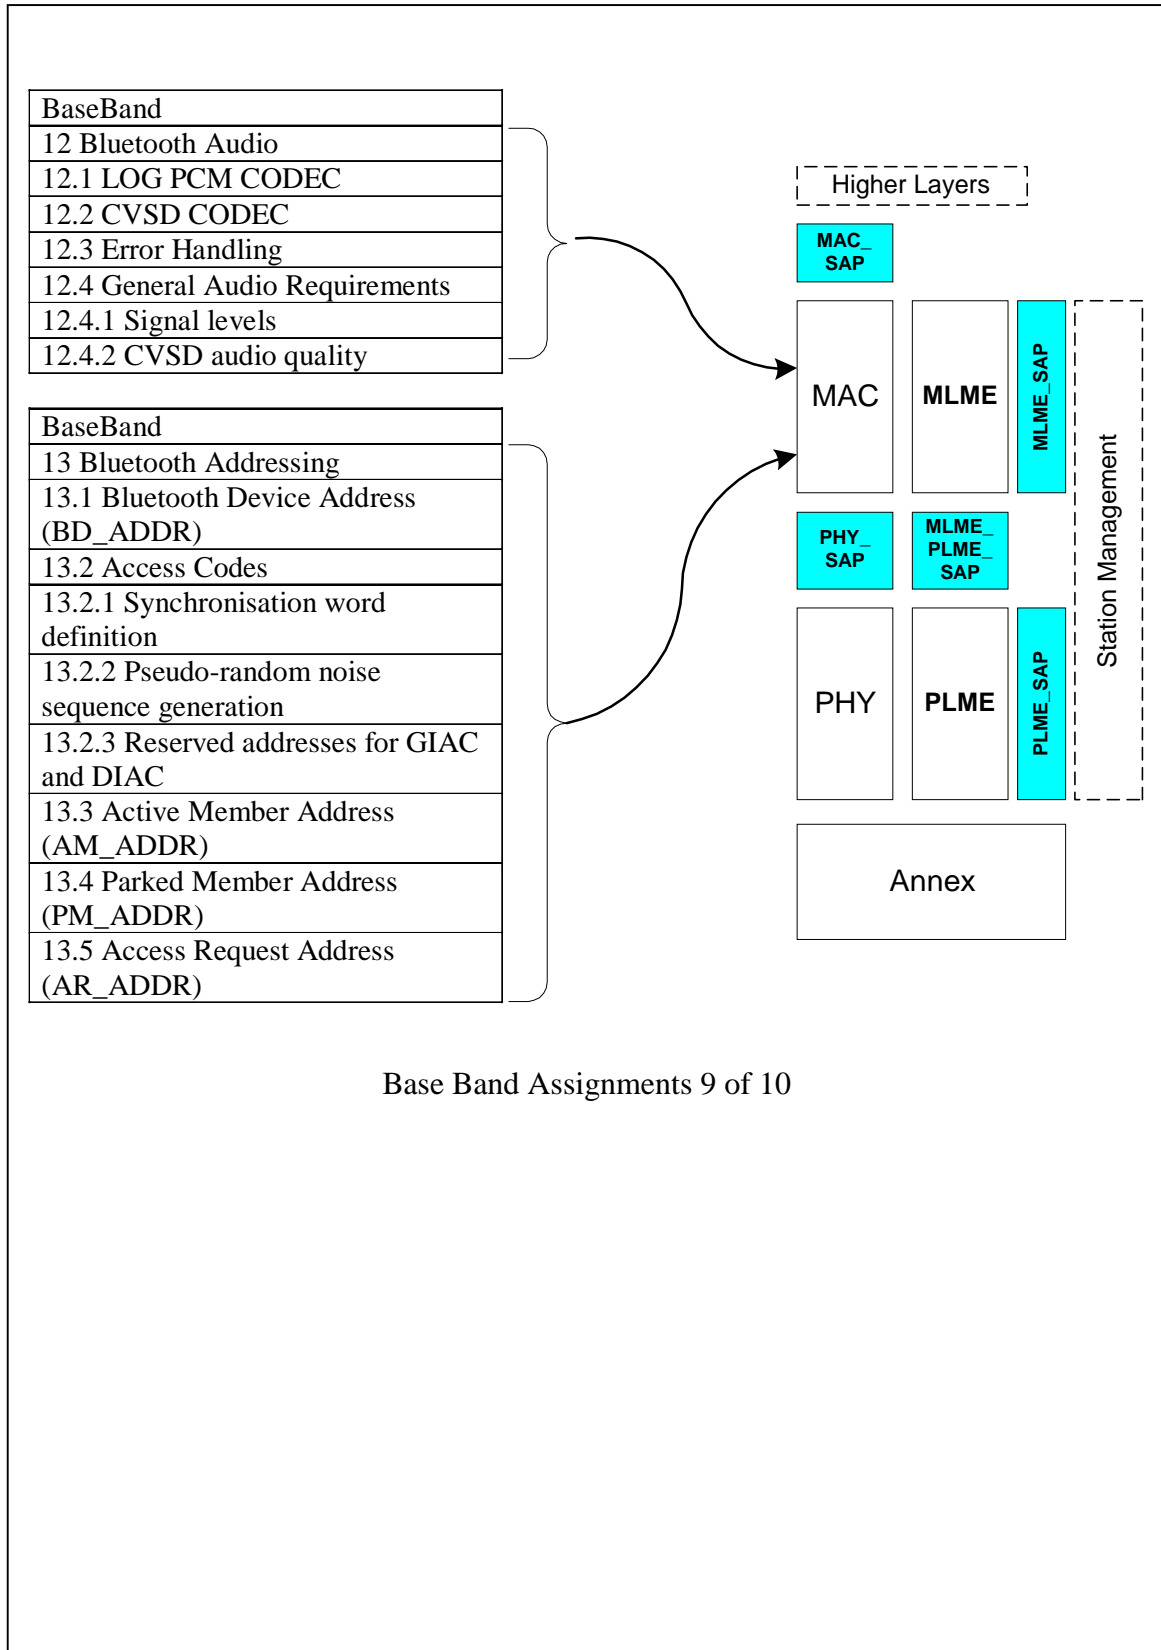 BaseBand
12 Bluetooth Audio
12.1 LOG PCM CODEC
12.2 CVSD CODEC
12.3 Error Handling
12.4 General Audio Requirements
12.4.1 Signal levels
12.4.2 CVSD audio quality
BaseBand
13 Bluetooth Addressing
13.1 Bluetooth Device Address
(BD_ADDR)
13.2 Access Codes
13.2.1 Synchronisation word
definition
13.2.2 Pseudo-random noise
sequence generation
13.2.3 Reserved addresses for GIAC
and DIAC
13.3 Active Member Address
(AM_ADDR)
13.4 Parked Member Address
(PM_ADDR)
13.5 Access Request Address
(AR_ADDR)
Higher Layers
MAC_
SAP
MAC
MLME
MLME_SAP
Station Management
PHY_
SAP
MLME_
PLME_
SAP
PHY
PLME
PLME_SAP
Annex
Base Band Assignments 9 of 10